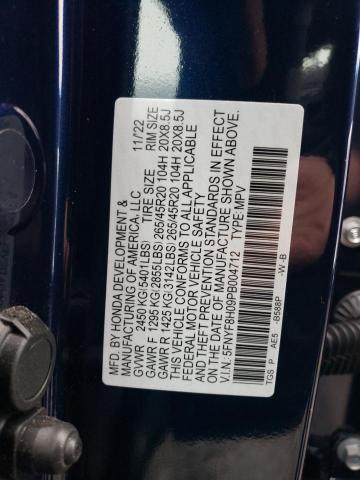 MFD. BY HONDA DEVELOPMENT &
MANUFACTURING OF AMERICA, LLC 11/22
GVWR 2450 KG(5401LBS) TIRE SIZE RIM SIZE
GAWR F 1295 KG(2855LBS)265/45R20 104H 20X8.5J
GAWR R 1425 KG(3142LBS)265/45R20 104H 20X8.5J
THIS VEHICLE CONFORMS TO ALL APPLICABLE
FEDERAL MOTOR VEHICLE SAFETY
AND THEFT PREVENTION STANDARDS IN EFFECT
ON THE DATE OF MANUFACTURE SHOWN ABOVE.
V.I.N: 5FNYF8H09PB004712 TYPE:MPV
TGS P AE5 -B588P -W -B